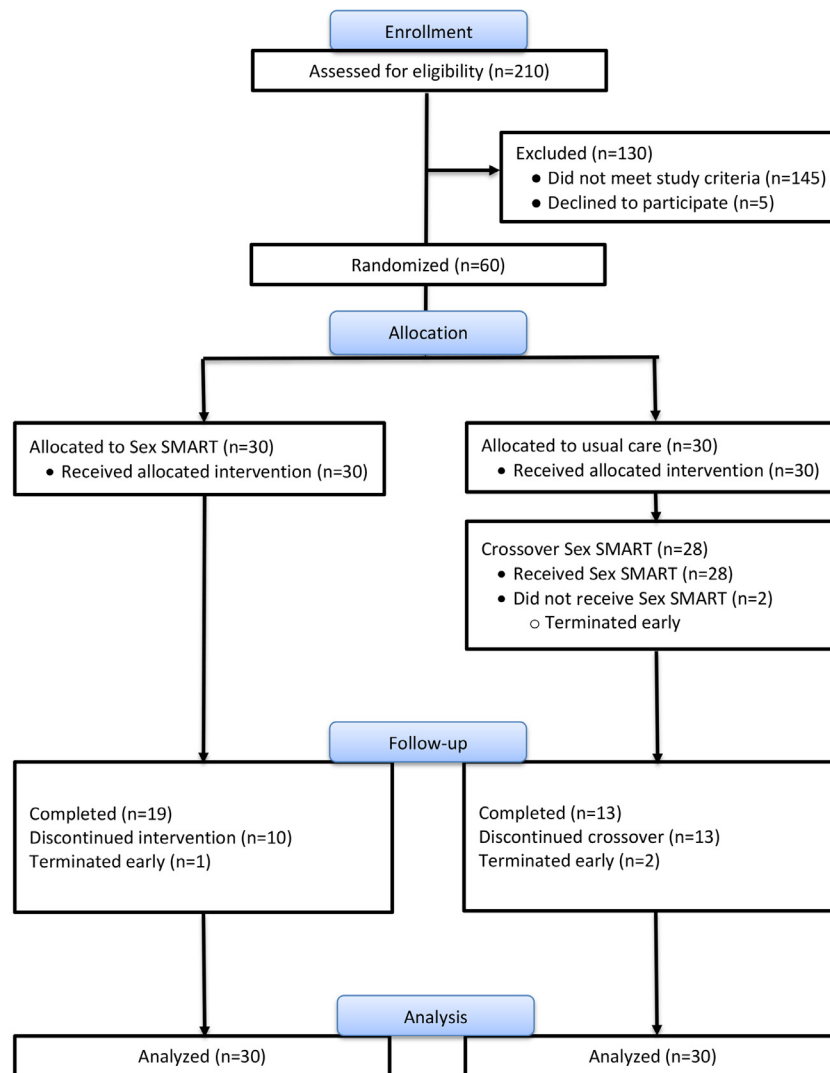 Enrollment
Assessed for eligibility (n=210)
Excluded (n=130)
• Did not meet study criteria (n=145)
• Declined to participate (n=5)
Randomized (n=60)
Allocation
Allocated to Sex SMART (n=30)
• Received allocated intervention (n=30)
Allocated to usual care (n=30)
• Received allocated intervention (n=30)
Crossover Sex SMART (n=28)
• Received Sex SMART (n=28)
• Did not receive Sex SMART (n=2)
o Terminated early
Follow-up
Completed (n=19)
Discontinued intervention (n=10)
Terminated early (n=1)
Completed (n=13)
Discontinued crossover (n=13)
Terminated early (n=2)
Analysis
Analyzed (n=30)
Analyzed (n=30)